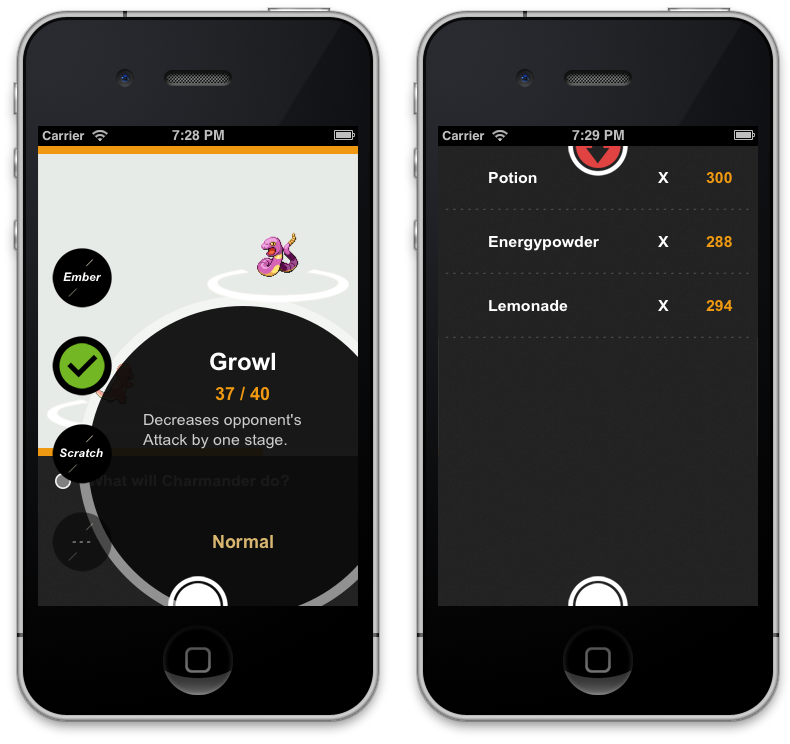 Carrier
7:28 PM
Ember
Growl
37 / 40
Decreases opponent's
Attack by one stage.
Scratch
What will Charmander do?
---
Normal
Carrier
7:29 PM
Potion X 300
Energypowder X 288
Lemonade X 294